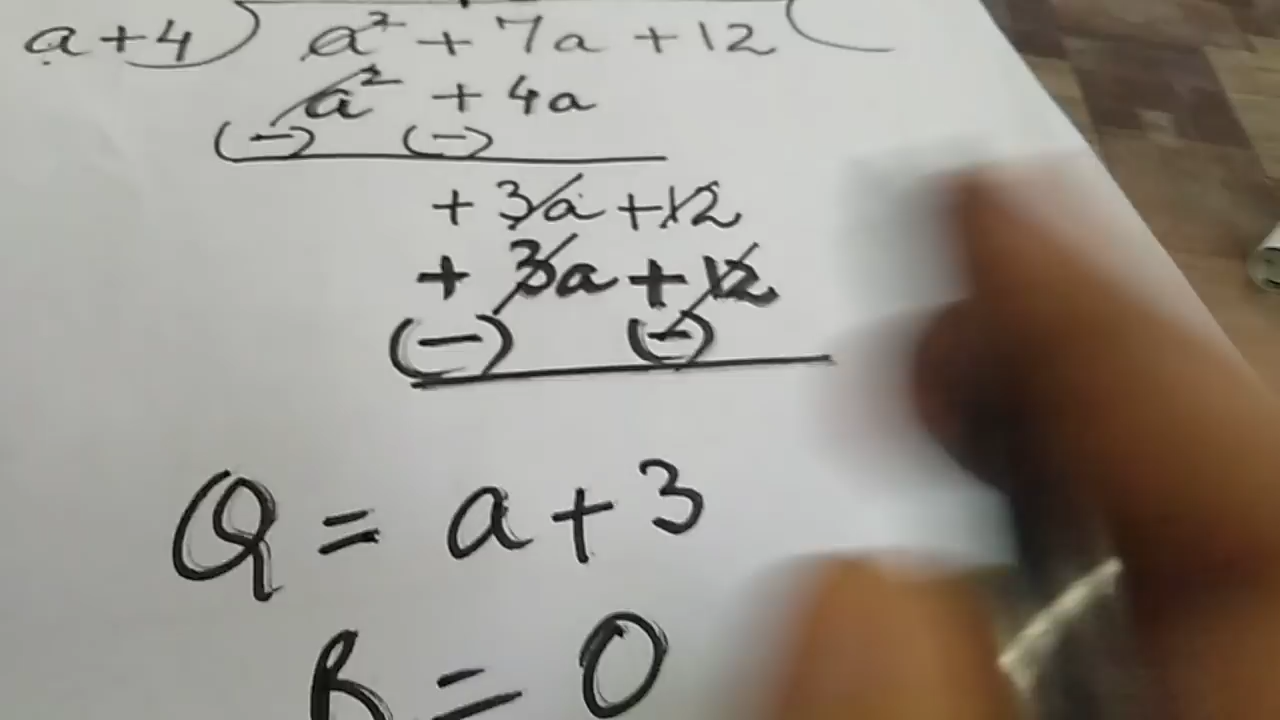 a+4) a² + 7a + 12 (
a² + 4a
(-) (-)
+ 3a + 12
+ 3a + 12
(-) (-)
Q = a + 3
R = 0